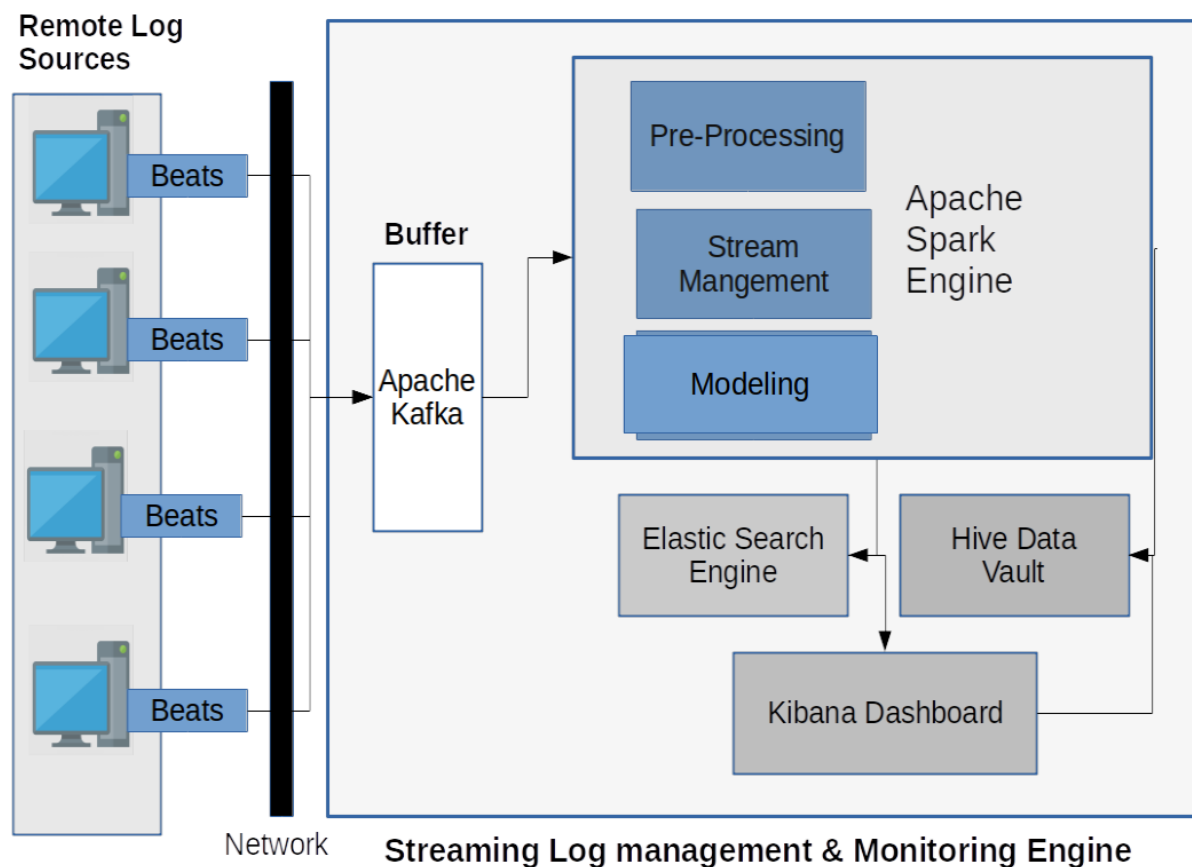 Remote Log
Sources
Beats
Beats
Beats
Beats
Network
Buffer
Apache
Kafka
Pre-Processing
Stream
Mangement
Modeling
Apache
Spark
Engine
Elastic Search
Engine
Hive Data
Vault
Kibana Dashboard
Streaming Log management & Monitoring Engine